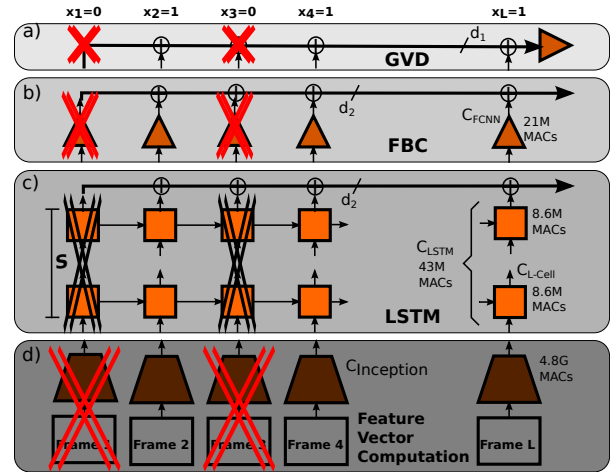 x1=0 x2=1 x3=0 x4=1 xL=1
a)
d1
GVD
b)
d2
CFCNN
21M
MACs
FBC
c)
d2
S
CLSTM
43M
MACs
8.6M
MACs
CL-Cell
8.6M
MACs
LSTM
d)
CInception
4.8G
MACs
Feature
Vector
Computation
Frame
Frame 2
Frame
Frame 4
Frame L